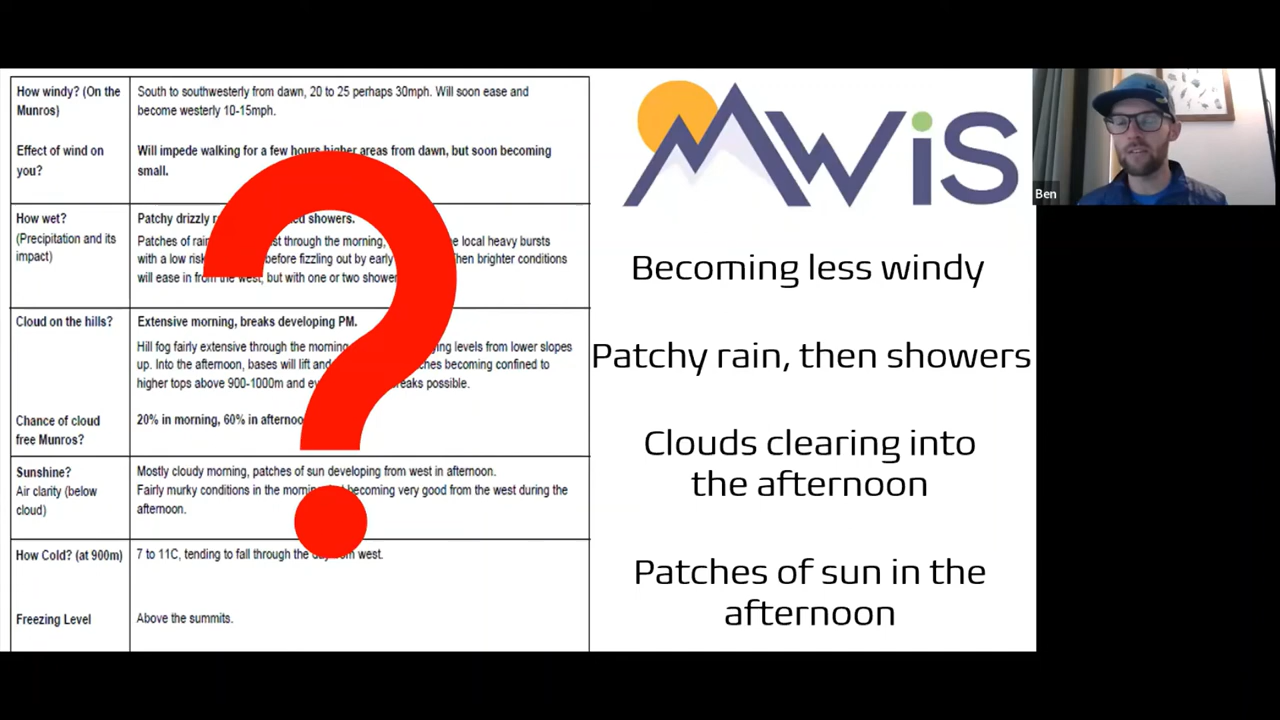 How windy? (On the
Munros)
South to southwesterly from dawn, 20 to 25 perhaps 30mph. Will soon ease and
become westerly 10-15mph.
Effect of wind on
you?
Will impede walking for a few hours higher areas from dawn, but soon becoming
small.
How wet?
(Precipitation and its
impact)
Patchy drizzly showers.
Patches of rain through the morning, local heavy bursts
with a low risk before fizzling out by early then brighter conditions
will ease in from the west, but with one or two
Cloud on the hills?
Extensive morning, breaks developing PM.
Hill fog fairly extensive through the morning levels from lower slopes
up. Into the afternoon, bases will lift and becoming confined to
higher tops above 900-1000m and breaks possible.
Chance of cloud
free Munros?
20% in morning, 60% in
Sunshine?
Air clarity (below
cloud)
Mostly cloudy morning, patches of sun developing from west in afternoon.
Fairly murky conditions in the becoming very good from the west during the
afternoon.
How Cold? (at 900m)
7 to 11C, tending to fall through the west.
Freezing Level
Above the summits.
MWiS
Becoming less windy
Patchy rain, then showers
Clouds clearing into
the afternoon
Patches of sun in the
afternoon
?
Ben